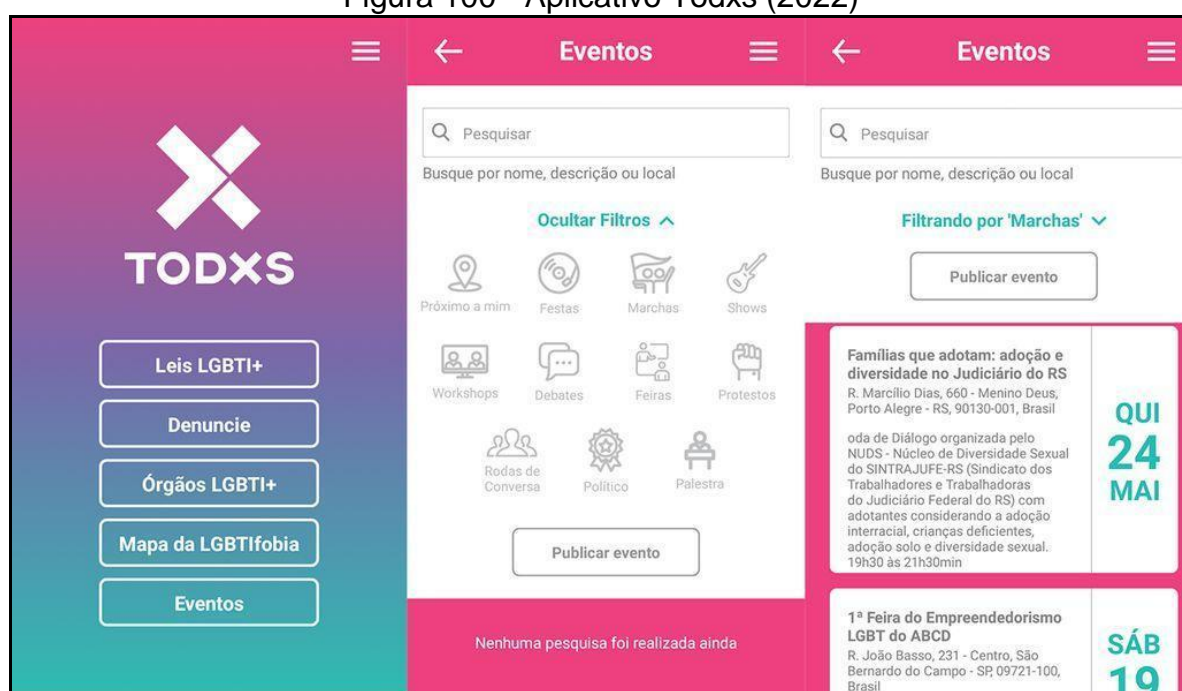 Figura 100 - Aplicativo Todxs (2022)
TODXS
Leis LGBTI+
Denuncie
Órgãos LGBTI+
Mapa da LGBTIfobia
Eventos
Eventos
Pesquisar
Busque por nome, descrição ou local
Ocultar Filtros
Próximo a mim
Festas
Marchas
Shows
Workshops
Debates
Feiras
Protestos
Rodas de
Conversa
Político
Palestra
Publicar evento
Nenhuma pesquisa foi realizada ainda
Eventos
Pesquisar
Busque por nome, descrição ou local
Filtrando por 'Marchas'
Publicar evento
Famílias que adotam: adoção e
diversidade no Judiciário do RS
R. Marcílio Dias, 660 - Menino Deus,
Porto Alegre - RS, 90130-001, Brasil
oda de Diálogo organizada pelo
NUDS - Núcleo de Diversidade Sexual
do SINTRAJUFE-RS (Sindicato dos
Trabalhadores e Trabalhadoras
do Judiciário Federal do RS) com
adotantes considerando a adoção
interracial, crianças deficientes,
adoção solo e diversidade sexual.
19h30 às 21h30min
QUI
24
MAI
1ª Feira do Empreendedorismo
LGBT do ABCD
R. João Basso, 231 - Centro, São
Bernardo do Campo - SP, 09721-100,
Brasil
SÁB
19